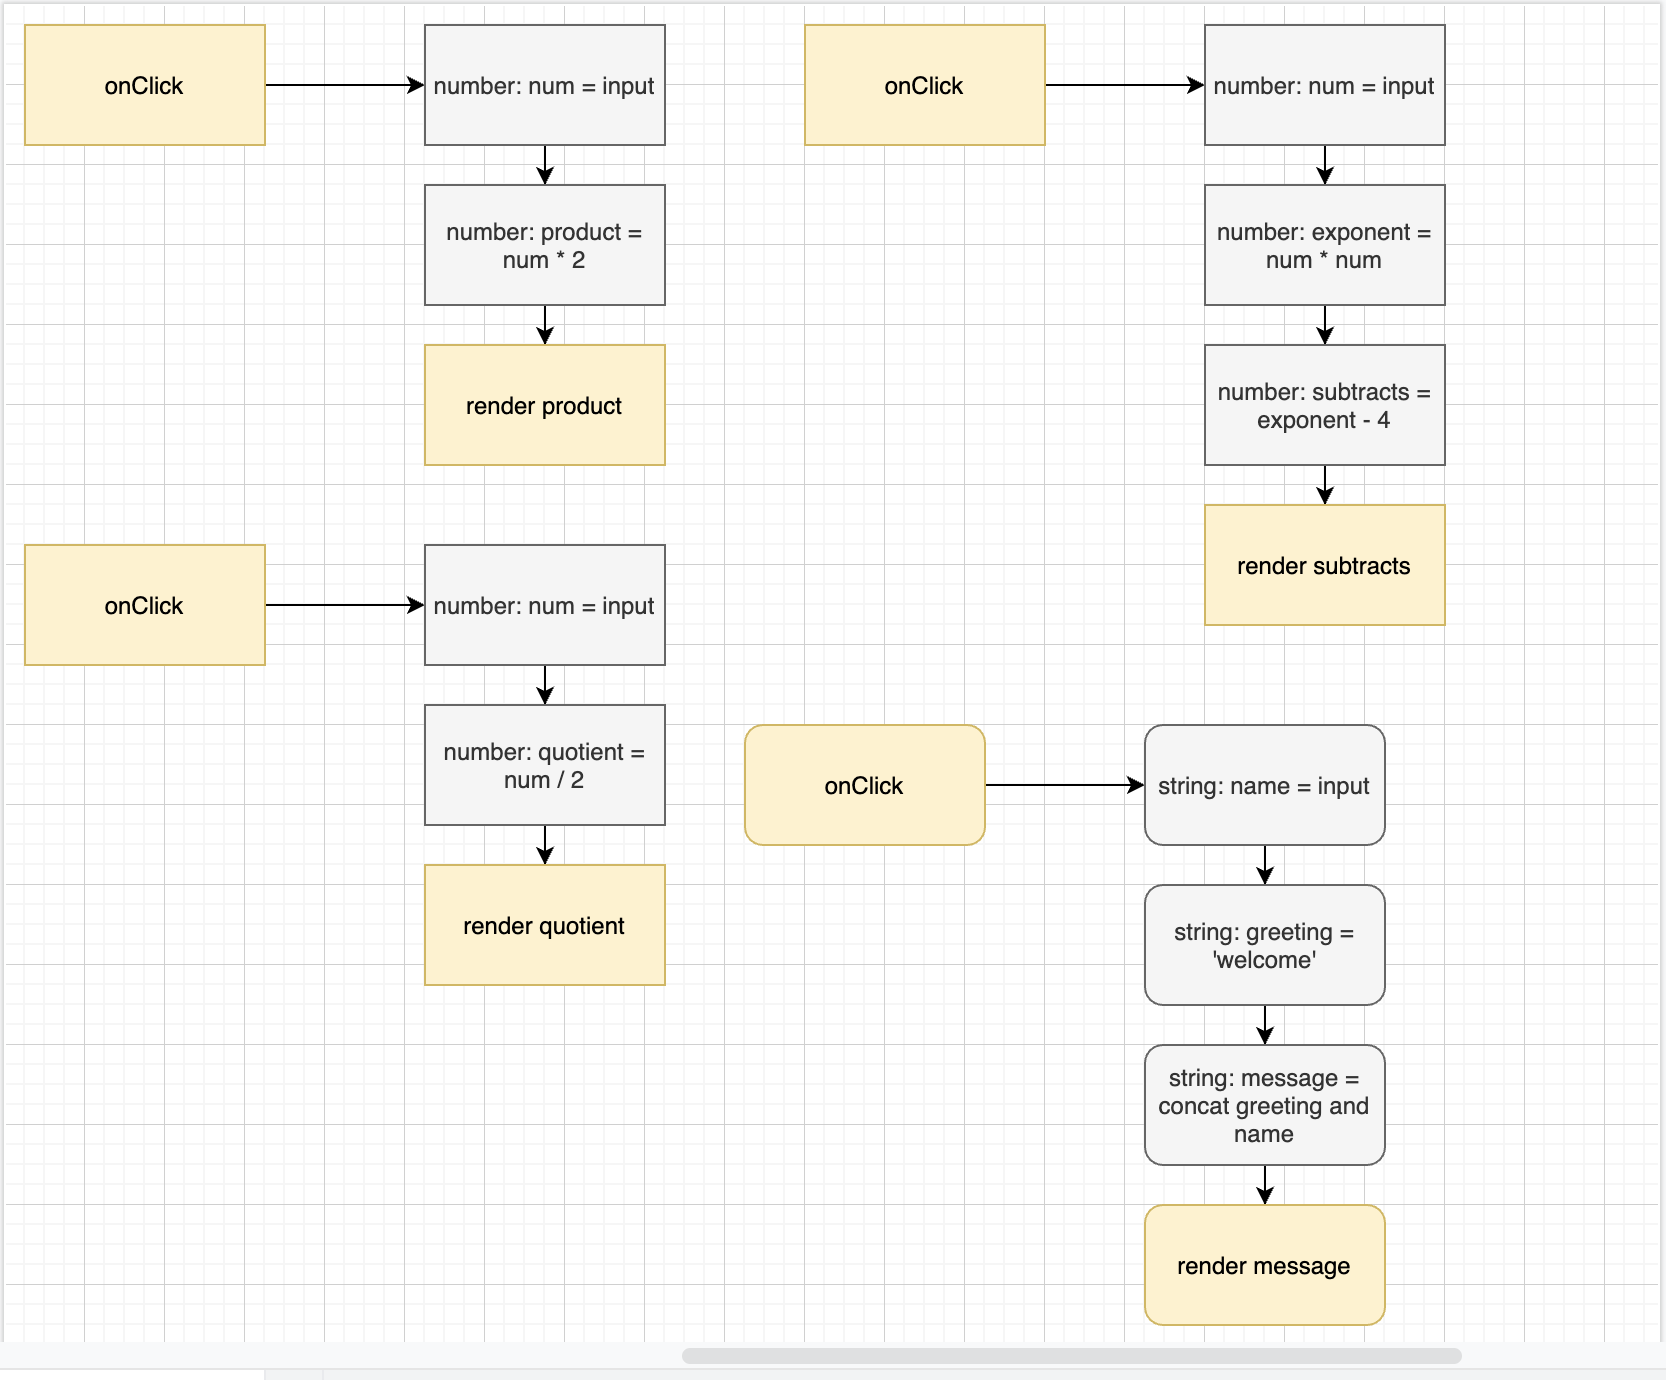 onClick
number: num = input
number: product =
num * 2
render product
onClick
number: num = input
number: exponent =
num * num
number: subtracts =
exponent - 4
render subtracts
onClick
number: num = input
number: quotient =
num / 2
render quotient
onClick
string: name = input
string: greeting =
'welcome'
string: message =
concat greeting and
name
render message